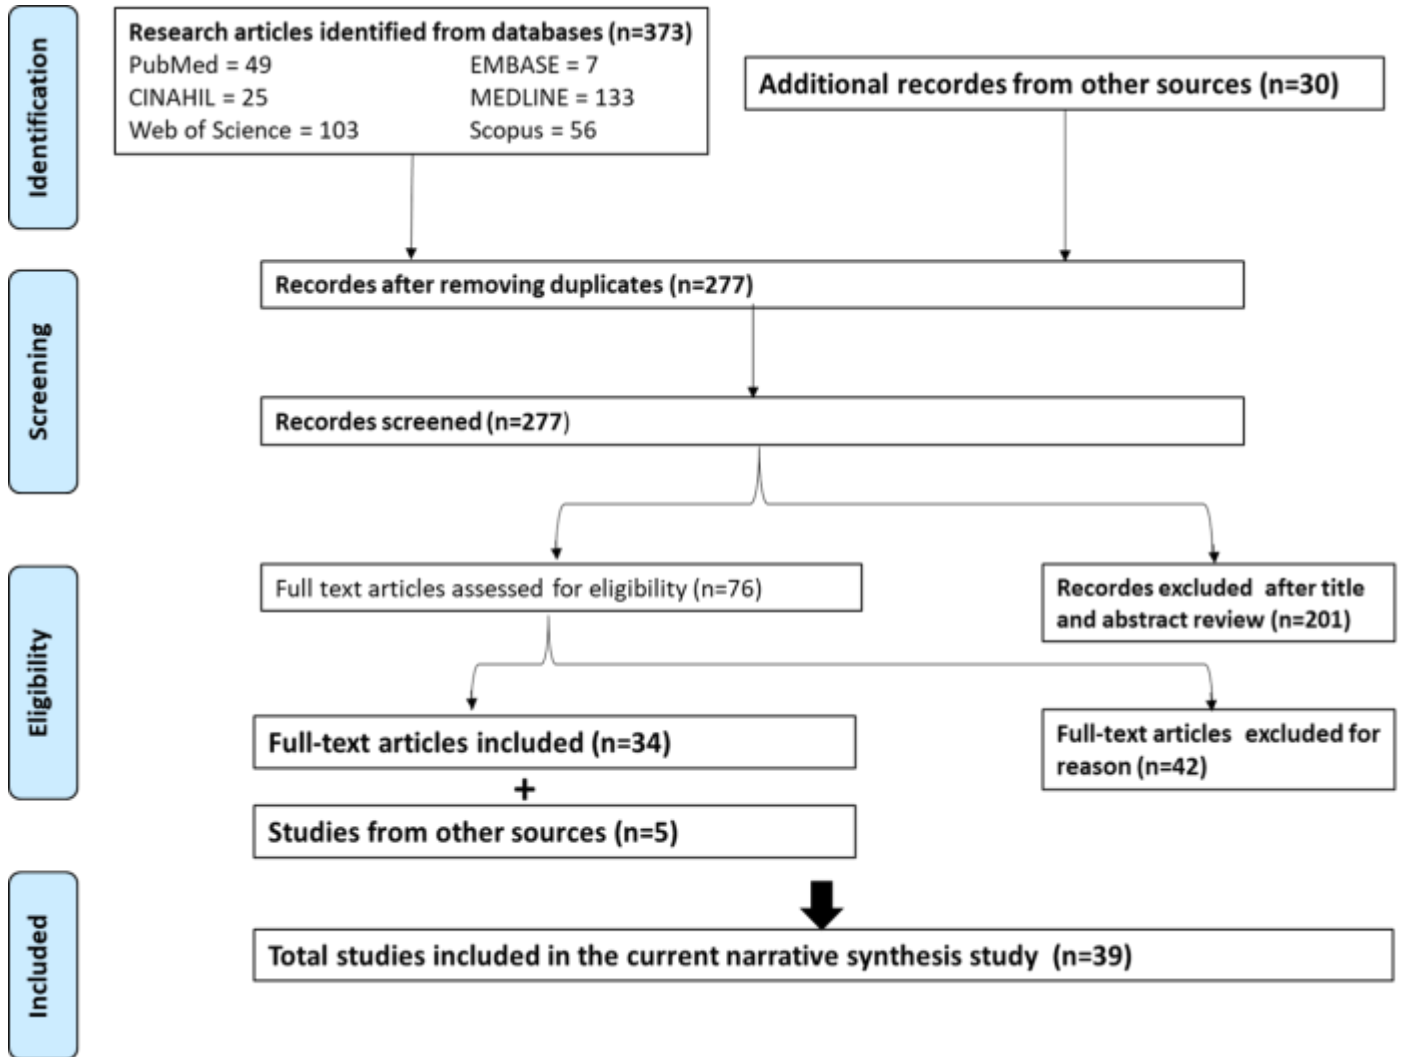 Identification
Research articles identified from databases (n=373)
PubMed = 49 EMBASE = 7
CINAHIL = 25 MEDLINE = 133
Web of Science = 103 Scopus = 56
Additional recordes from other sources (n=30)
Screening
Recordes after removing duplicates (n=277)
Recordes screened (n=277)
Eligibility
Full text articles assessed for eligibility (n=76)
Recordes excluded after title
and abstract review (n=201)
Full-text articles included (n=34)
+
Studies from other sources (n=5)
Full-text articles excluded for
reason (n=42)
Included
Total studies included in the current narrative synthesis study (n=39)